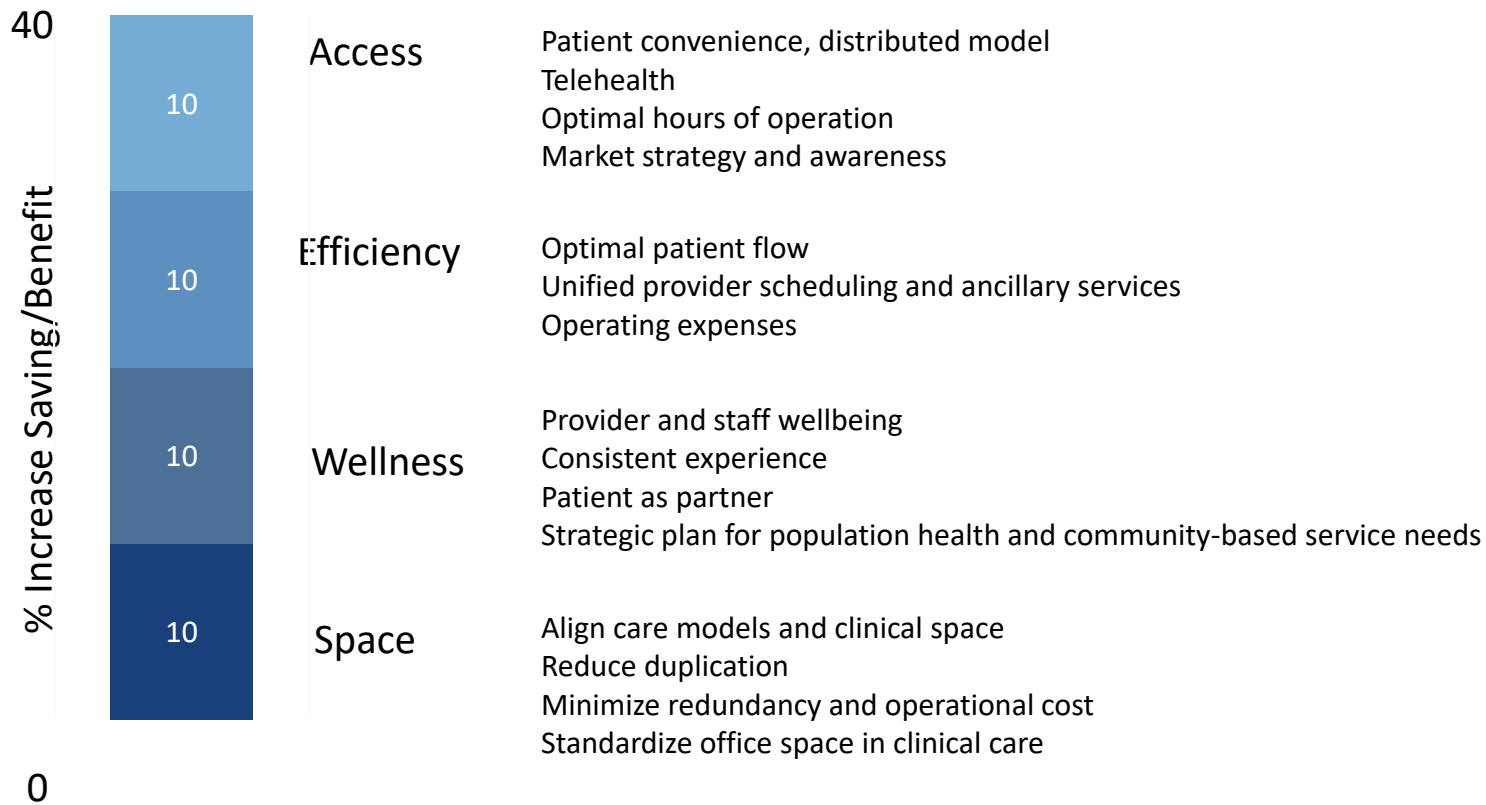 40
% Increase Saving/Benefit
10
Access
Patient convenience, distributed model
Telehealth
Optimal hours of operation
Market strategy and awareness
10
Efficiency
Optimal patient flow
Unified provider scheduling and ancillary services
Operating expenses
10
Wellness
Provider and staff wellbeing
Consistent experience
Patient as partner
Strategic plan for population health and community-based service needs
10
Space
Align care models and clinical space
Reduce duplication
Minimize redundancy and operational cost
Standardize office space in clinical care
0